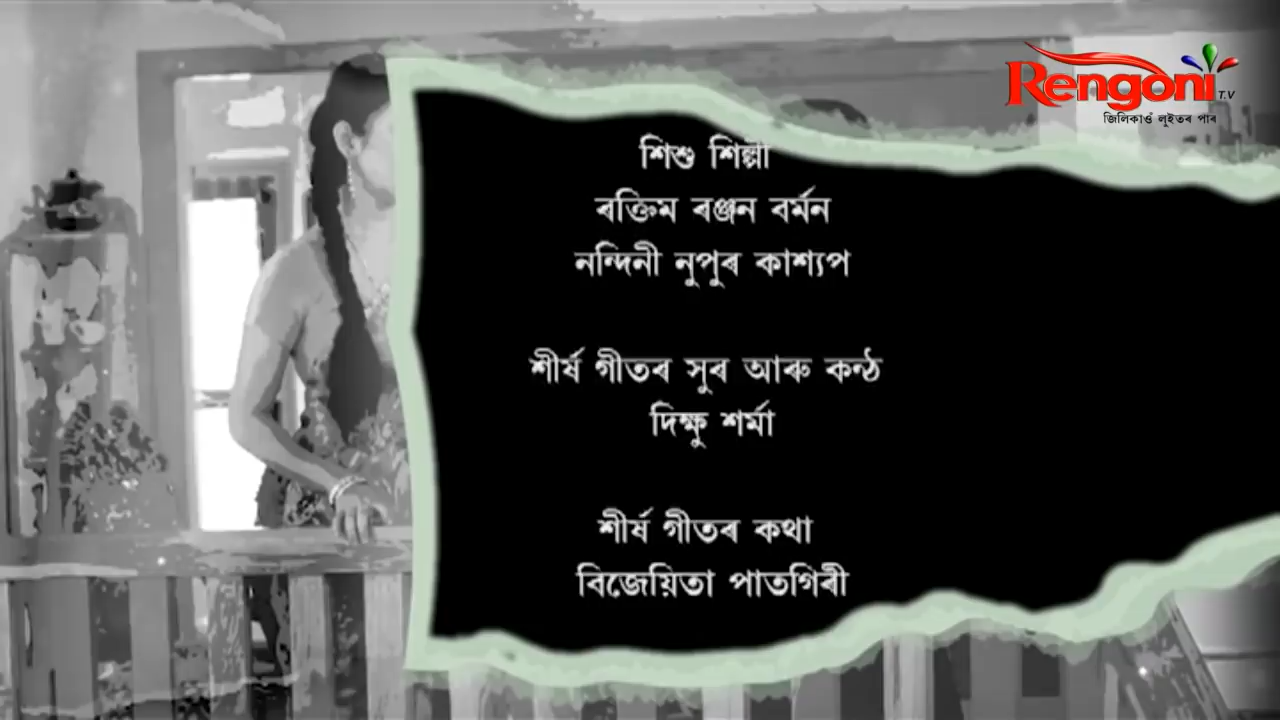 Rengoni T.V
জিলিকাওঁ লুইতৰ পাৰ
শিশু শিল্পী
ৰক্তিম ৰঞ্জন বৰ্মন
নন্দিনী নুপুৰ কাশ্যপ
শীৰ্ষ গীতৰ সুৰ আৰু কন্ঠ
দিক্ষু শৰ্মা
শীৰ্ষ গীতৰ কথা
বিজেয়িতা পাতগিৰী